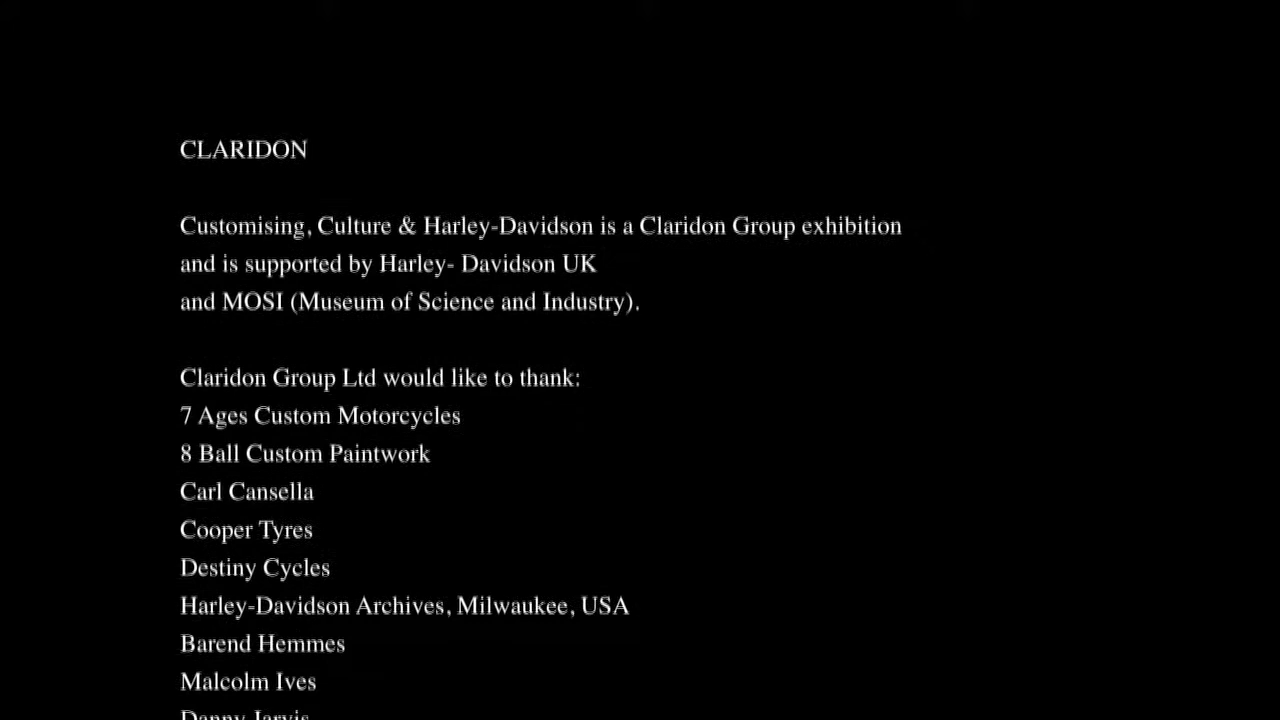 CLARIDON
Customising, Culture & Harley-Davidson is a Claridon Group exhibition
and is supported by Harley- Davidson UK
and MOSI (Museum of Science and Industry).
Claridon Group Ltd would like to thank:
7 Ages Custom Motorcycles
8 Ball Custom Paintwork
Carl Cansella
Cooper Tyres
Destiny Cycles
Harley-Davidson Archives, Milwaukee, USA
Barend Hemmes
Malcolm Ives
Danny Jarvis